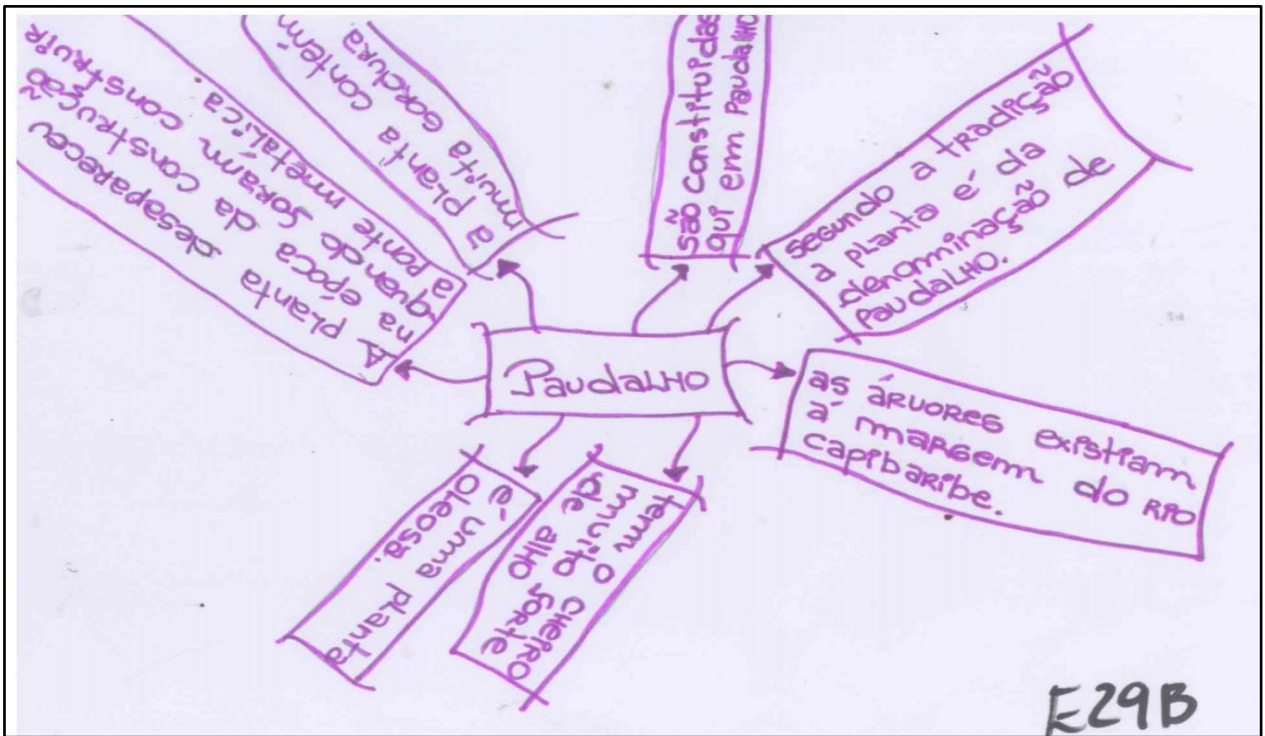 Paudalho
são constituídas
qui em Paudalho
segundo a tradição
a planta é da
denominação de
Paudalho.
as árvores existiam
á margem do Rio
capibaribe.
tem o cheiro
muito forte
de alho
é uma planta
oleosa.
A planta desapareceu
na época da construção
quando forám construir
a ponte metálica.
a planta contém
muita gordura
E29B